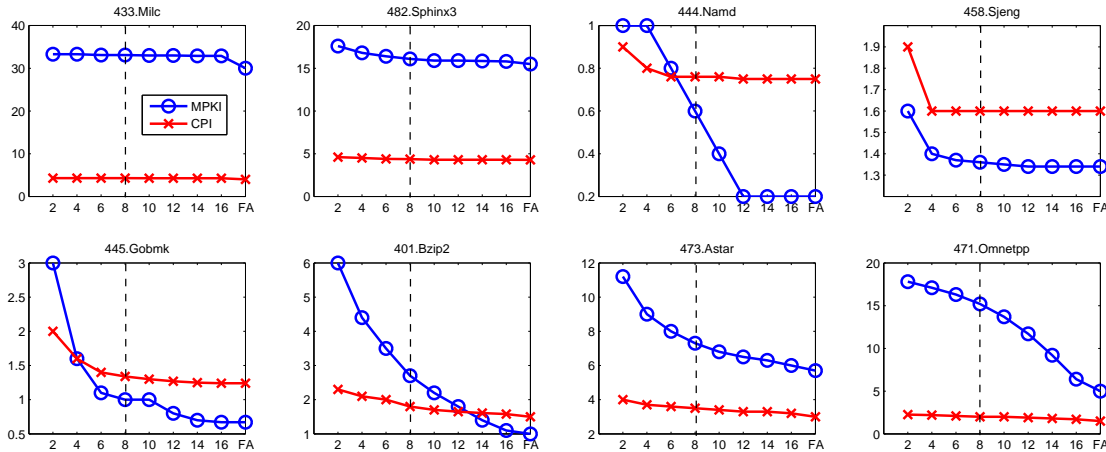 433.Milc
40
30
20
10
0
2 4 6 8 10 12 14 16 FA
MPKI
CPI
482.Sphinx3
20
15
10
5
0
2 4 6 8 10 12 14 16 FA
444.Namd
1
0.8
0.6
0.4
0.2
2 4 6 8 10 12 14 16 FA
458.Sjeng
1.9
1.8
1.7
1.6
1.5
1.4
1.3
2 4 6 8 10 12 14 16 FA
445.Gobmk
3
2.5
2
1.5
1
0.5
2 4 6 8 10 12 14 16 FA
401.Bzip2
6
5
4
3
2
1
2 4 6 8 10 12 14 16 FA
473.Astar
12
10
8
6
4
2
2 4 6 8 10 12 14 16 FA
471.Omnetpp
20
15
10
5
0
2 4 6 8 10 12 14 16 FA